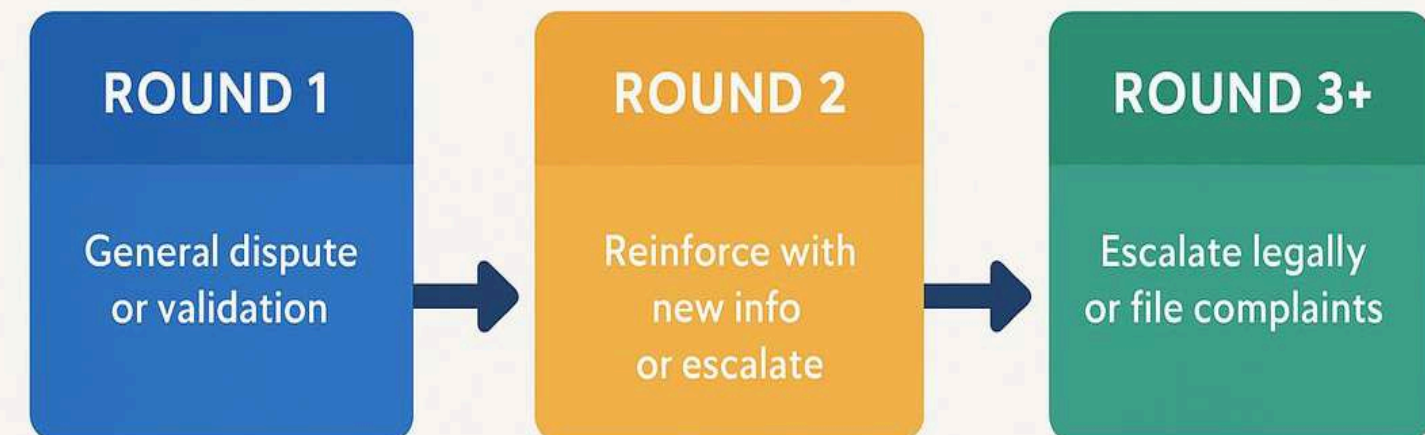 ROUND 1
General dispute
or validation
ROUND 2
Reinforce with
new info
or escalate
ROUND 3+
Escalate legally
or file complaints